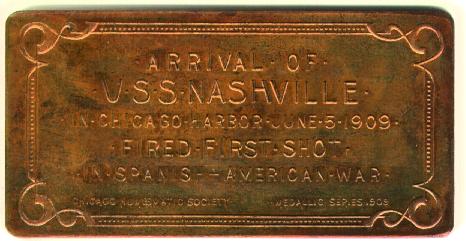 ·ARRIVAL·OF·
·U·S·S·NASHVILLE·
·IN·CHICAGO·HARBOR·JUNE·5·1909·
·FIRED·FIRST·SHOT·
·IN·SPANISH-AMERICAN·WAR·
CHICAGO NUMISMATIC SOCIETY MEDALLIC SERIES 1909